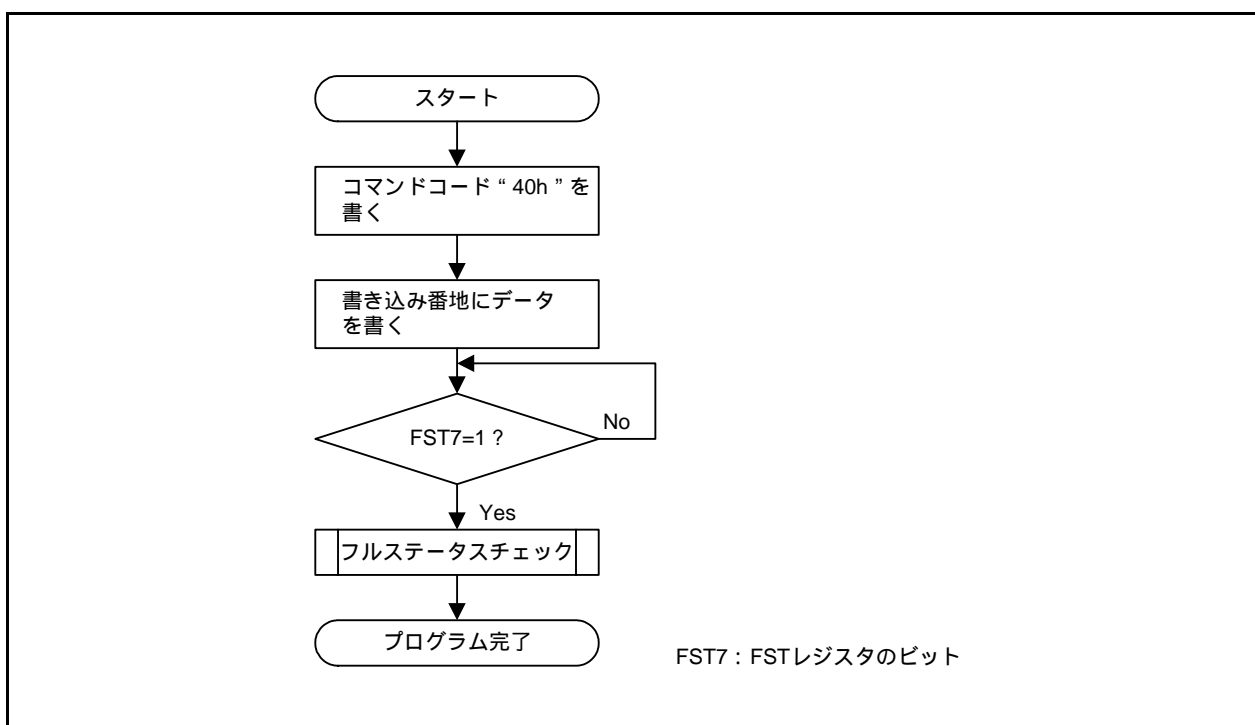 スタート
コマンドコード“40h”を
書く
書き込み番地にデータ
を書く
FST7=1 ?
No
Yes
フルステータスチェック
プログラム完了
FST7 : FSTレジスタのビット